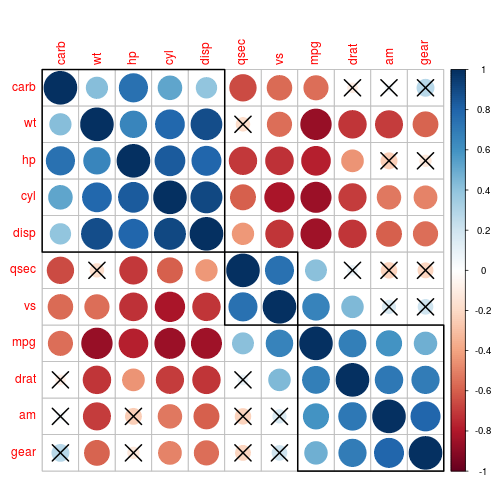 carb wt hp cyl disp qsec vs mpg drat am gear
carb
wt
hp
cyl
disp
qsec
vs
mpg
drat
am
gear
1
0.8
0.6
0.4
0.2
0
-0.2
-0.4
-0.6
-0.8
-1